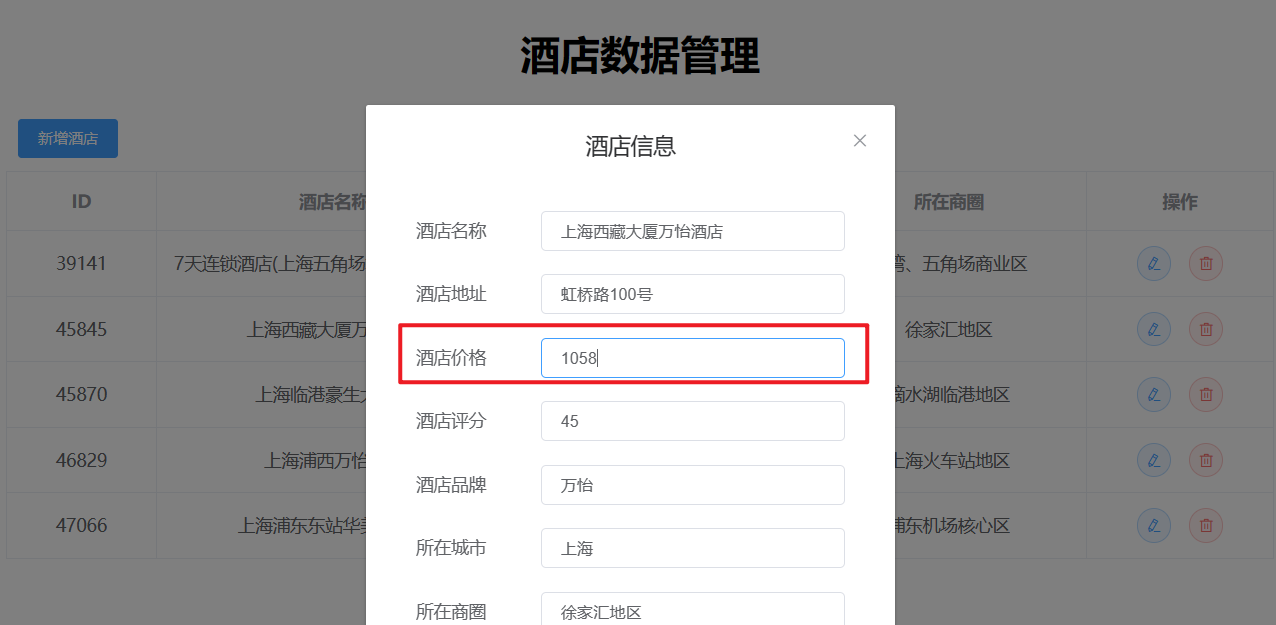 酒店数据管理
新增酒店
酒店信息
ID 酒店名称 所在商圈 操作
酒店名称 上海西藏大厦万怡酒店
39141 7天连锁酒店(上海五角场 、五角场商业区
酒店地址 虹桥路100号
45845 上海西藏大厦万 徐家汇地区
酒店价格 1058
45870 上海临港豪生 滴水湖临港地区
酒店评分 45
46829 上海浦西万怡 上海火车站地区
酒店品牌 万怡
47066 上海浦东东站华 浦东机场核心区
所在城市 上海
所在商圈 徐家汇地区